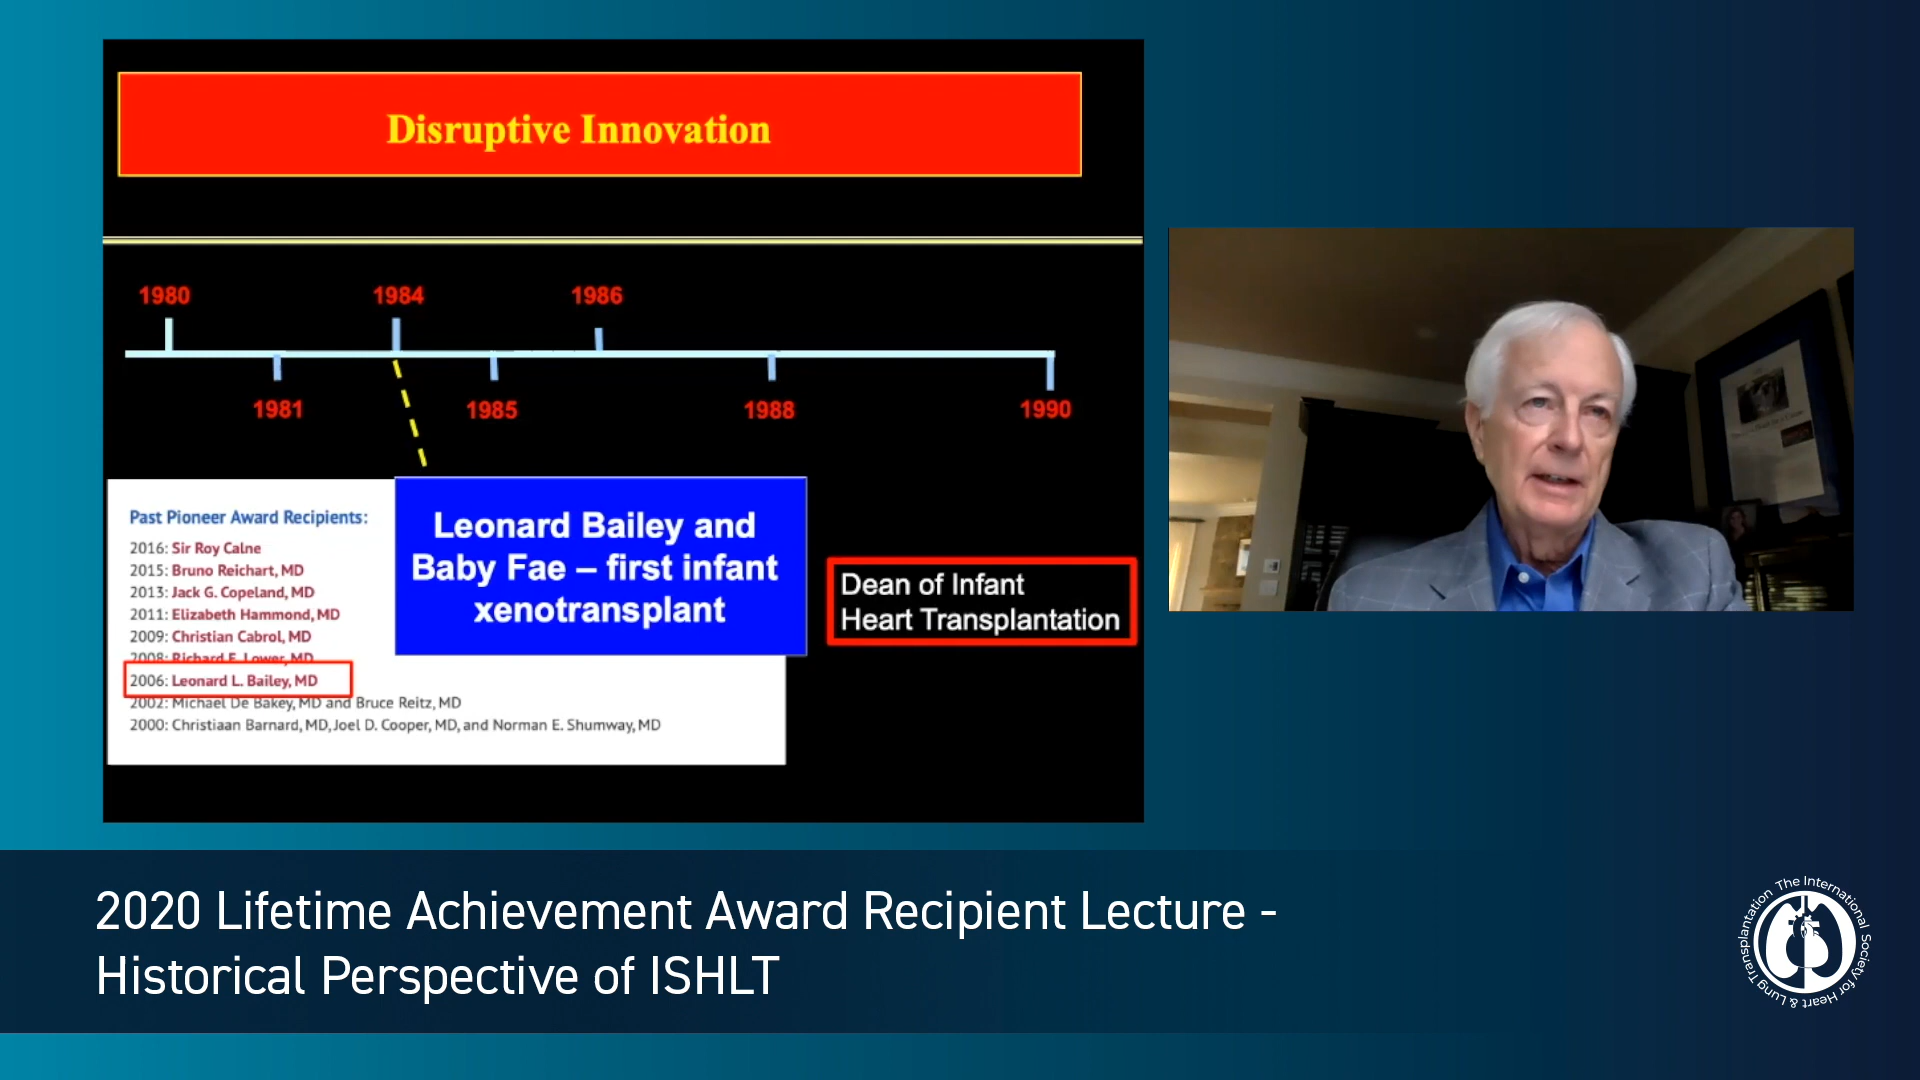 Disruptive Innovation
1980
1984
1986
1981
1985
1988
1990
Past Pioneer Award Recipients:
2016: Sir Roy Calne
2015: Bruno Reichart, MD
2013: Jack G. Copeland, MD
2011: Elizabeth Hammond, MD
2009: Christian Cabrol, MD
2008: Richard E. Lower, MD
2006: Leonard L. Bailey, MD
2002: Michael De Bakey, MD and Bruce Reitz, MD
2000: Christiaan Barnard, MD, Joel D. Cooper, MD, and Norman E. Shumway, MD
Leonard Bailey and
Baby Fae – first infant
xenotransplant
Dean of Infant
Heart Transplantation
2020 Lifetime Achievement Award Recipient Lecture -
Historical Perspective of ISHLT
The International Society for Heart & Lung Transplantation